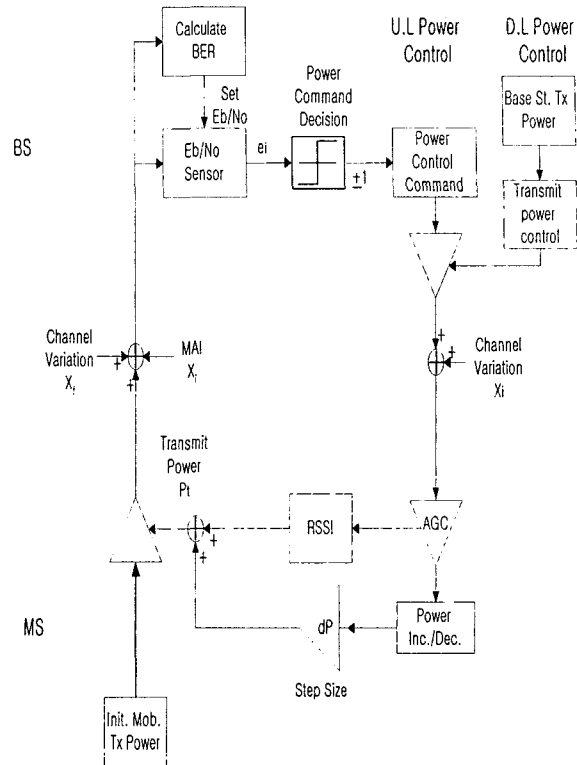 Calculate
BER
U.L Power
Control
D.L Power
Control
Set
Eb/No
Power
Command
Decision
Base St. Tx
Power
BS
Eb/No
Sensor
ei
+1
Power
Control
Command
Transmit
power
control
Channel
Variation
X
+
+
MAI
X
+
+
Channel
Variation
Xi
Transmit
Power
Pt
+
+
RSSI
AGC
MS
dP
Step Size
Power
Inc./Dec.
Init. Mob.
Tx Power